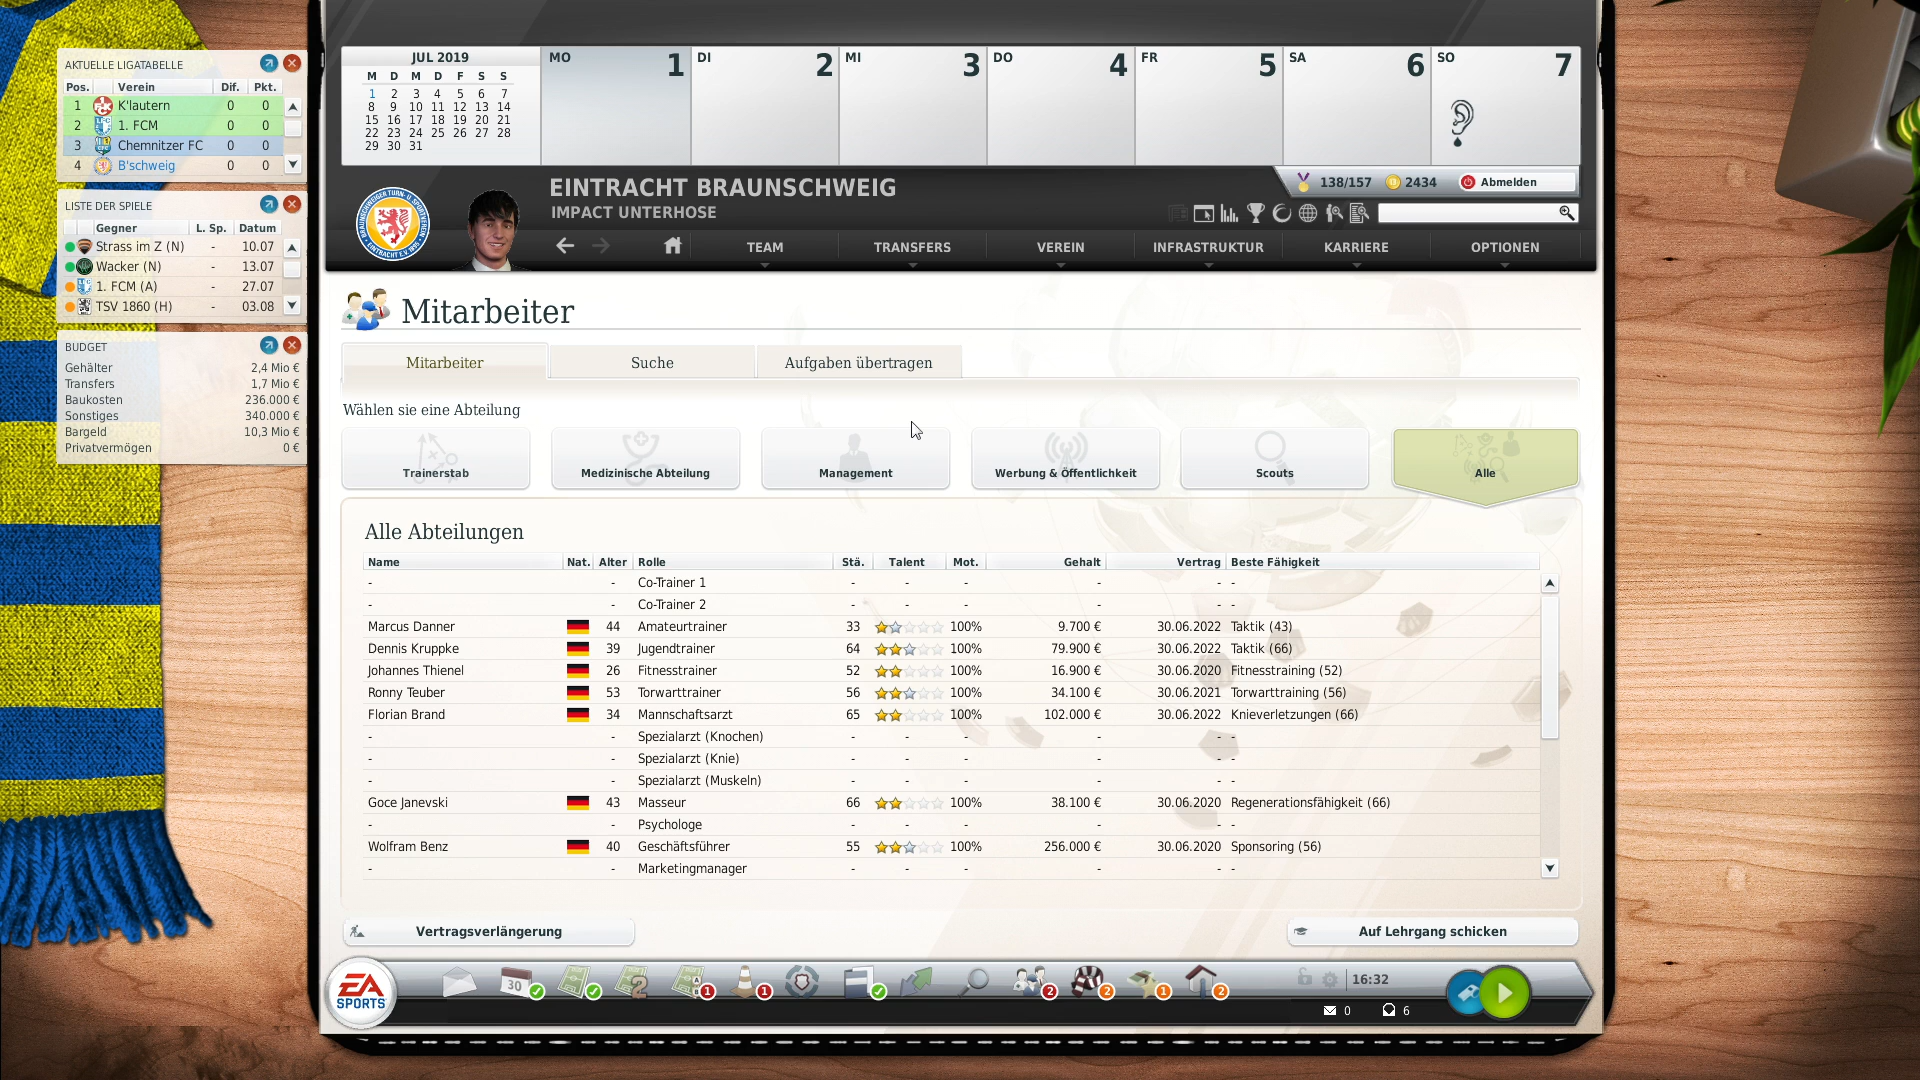 AKTUELLE LIGATABELLE
Pos. Verein Dif. Pkt.
1 K'lautern 0 0
2 1. FCM 0 0
3 Chemnitzer FC 0 0
4 B'schweig 0 0
LISTE DER SPIELE
Gegner L. Sp. Datum
Strass im Z (N) - 10.07
Wacker (N) - 13.07
1. FCM (A) - 27.07
TSV 1860 (H) - 03.08
BUDGET
Gehälter 2,4 Mio €
Transfers 1,7 Mio €
Baukosten 236.000 €
Sonstiges 340.000 €
Bargeld 10,3 Mio €
Privatvermögen 0 €
JUL 2019
M D M D F S S
1 2 3 4 5 6 7
8 9 10 11 12 13 14
15 16 17 18 19 20 21
22 23 24 25 26 27 28
29 30 31
MO 1 DI 2 MI 3 DO 4 FR 5 SA 6 SO 7
EINTRACHT BRAUNSCHWEIG
IMPACT UNTERHOSE
138/157 2434 Abmelden
TEAM TRANSFERS VEREIN INFRASTRUKTUR KARRIERE OPTIONEN
Mitarbeiter
Mitarbeiter Suche Aufgaben übertragen
Wählen sie eine Abteilung
Trainerstab Medizinische Abteilung Management Werbung & Öffentlichkeit Scouts Alle
Alle Abteilungen
Name Nat. Alter Rolle Stä. Talent Mot. Gehalt Vertrag Beste Fähigkeit
- - Co-Trainer 1 - - - - - -
- - Co-Trainer 2 - - - - - -
Marcus Danner 44 Amateurtrainer 33 100% 9.700 € 30.06.2022 Taktik (43)
Dennis Kruppke 39 Jugendtrainer 64 100% 79.900 € 30.06.2022 Taktik (66)
Johannes Thienel 26 Fitnesstrainer 52 100% 16.900 € 30.06.2020 Fitnesstraining (52)
Ronny Teuber 53 Torwarttrainer 56 100% 34.100 € 30.06.2021 Torwarttraining (56)
Florian Brand 34 Mannschaftsarzt 65 100% 102.000 € 30.06.2022 Knieverletzungen (66)
- - Spezialarzt (Knochen) - - - - - -
- - Spezialarzt (Knie) - - - - - -
- - Spezialarzt (Muskeln) - - - - - -
Goce Janevski 43 Masseur 66 100% 38.100 € 30.06.2020 Regenerationsfähigkeit (66)
- - Psychologe - - - - - -
Wolfram Benz 40 Geschäftsführer 55 100% 256.000 € 30.06.2020 Sponsoring (56)
- - Marketingmanager - - - - - -
Vertragsverlängerung Auf Lehrgang schicken
EA SPORTS
30 2 1 1 2 2 1 2 16:32
0 6